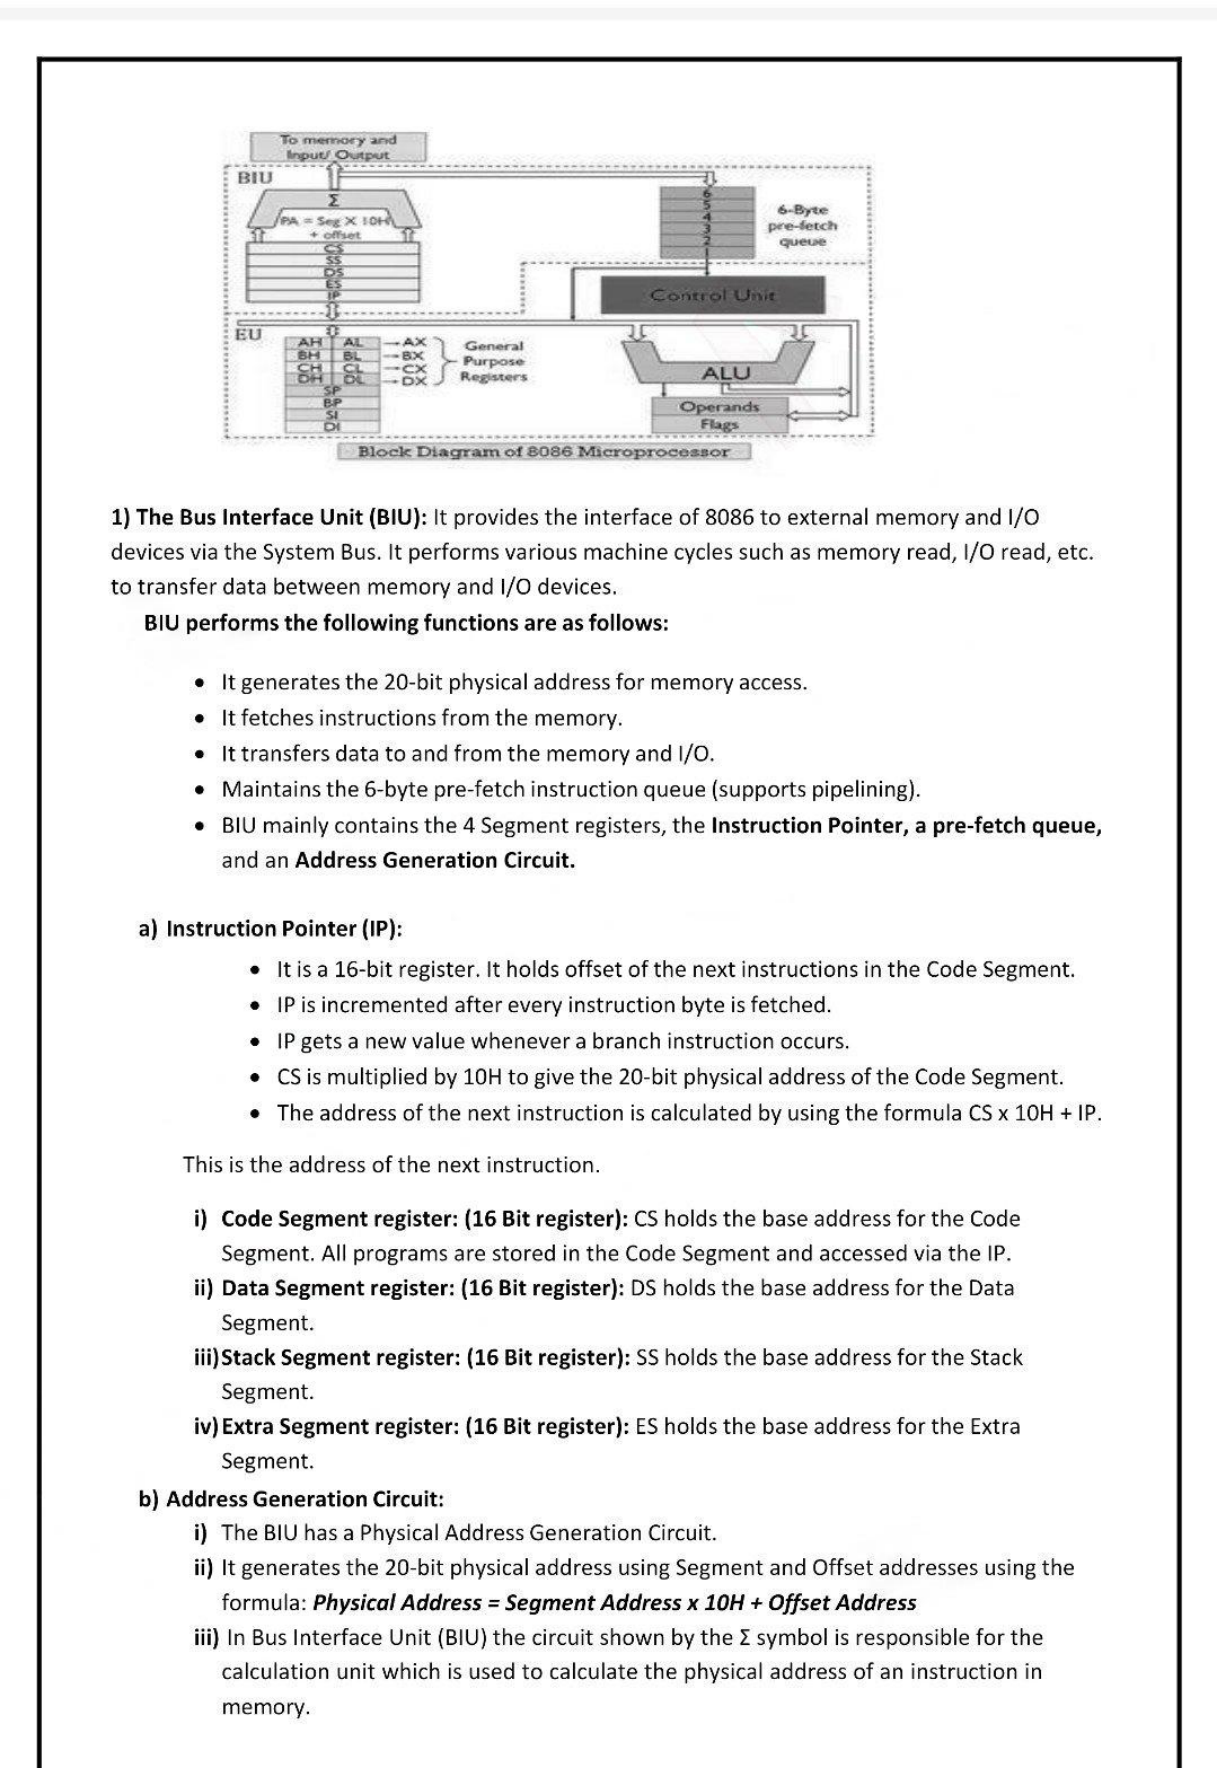 To memory and
Input/ Output
BIU
Σ
PA = Seg X 10H
+ offset
CS
SS
DS
ES
IP
6
5
4
3
2
1
6-Byte
pre-fetch
queue
Control Unit
EU
AH AL AX
BH BL BX
CH CL CX
DH DL DX
SP
BP
SI
DI
General
Purpose
Registers
ALU
Operands
Flags
Block Diagram of 8086 Microprocessor
1) The Bus Interface Unit (BIU): It provides the interface of 8086 to external memory and I/O
devices via the System Bus. It performs various machine cycles such as memory read, I/O read, etc.
to transfer data between memory and I/O devices.
BIU performs the following functions are as follows:
• It generates the 20-bit physical address for memory access.
• It fetches instructions from the memory.
• It transfers data to and from the memory and I/O.
• Maintains the 6-byte pre-fetch instruction queue (supports pipelining).
• BIU mainly contains the 4 Segment registers, the Instruction Pointer, a pre-fetch queue,
and an Address Generation Circuit.
a) Instruction Pointer (IP):
• It is a 16-bit register. It holds offset of the next instructions in the Code Segment.
• IP is incremented after every instruction byte is fetched.
• IP gets a new value whenever a branch instruction occurs.
• CS is multiplied by 10H to give the 20-bit physical address of the Code Segment.
• The address of the next instruction is calculated by using the formula CS x 10H + IP.
This is the address of the next instruction.
i) Code Segment register: (16 Bit register): CS holds the base address for the Code
Segment. All programs are stored in the Code Segment and accessed via the IP.
ii) Data Segment register: (16 Bit register): DS holds the base address for the Data
Segment.
iii) Stack Segment register: (16 Bit register): SS holds the base address for the Stack
Segment.
iv) Extra Segment register: (16 Bit register): ES holds the base address for the Extra
Segment.
b) Address Generation Circuit:
i) The BIU has a Physical Address Generation Circuit.
ii) It generates the 20-bit physical address using Segment and Offset addresses using the
formula: Physical Address = Segment Address x 10H + Offset Address
iii) In Bus Interface Unit (BIU) the circuit shown by the Σ symbol is responsible for the
calculation unit which is used to calculate the physical address of an instruction in
memory.